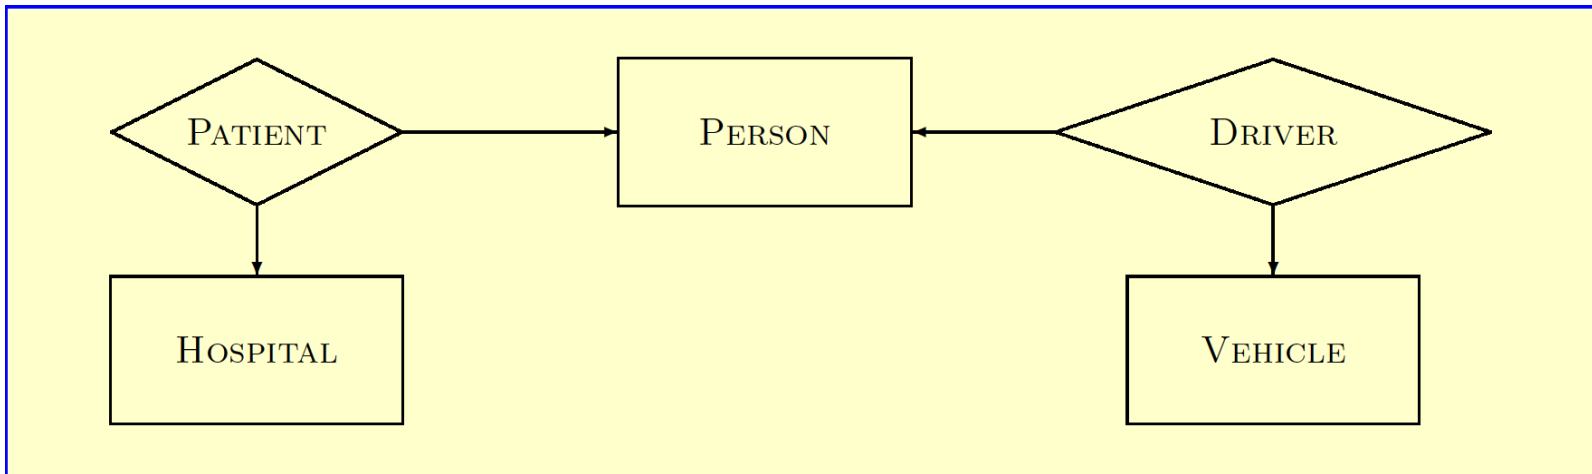 PATIENT
PERSON
DRIVER
HOSPITAL
VEHICLE